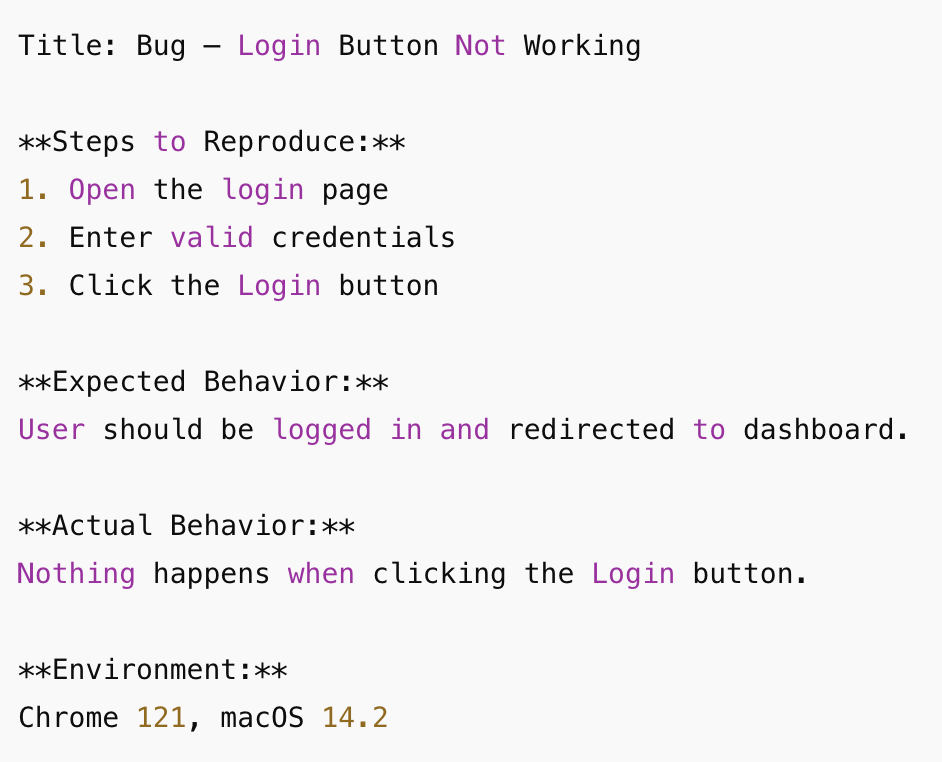 Title: Bug – Login Button Not Working
**Steps to Reproduce:**
1. Open the login page
2. Enter valid credentials
3. Click the Login button
**Expected Behavior:**
User should be logged in and redirected to dashboard.
**Actual Behavior:**
Nothing happens when clicking the Login button.
**Environment:**
Chrome 121, macOS 14.2